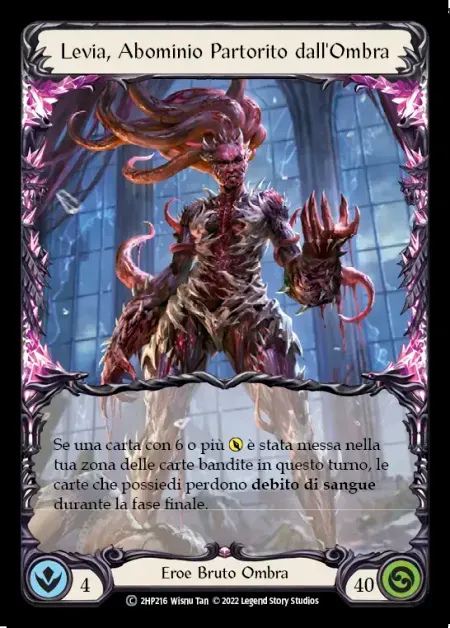 Levia, Abominio Partorito dall'Ombra
Se una carta con 6 o più è stata messa nella
tua zona delle carte bandite in questo turno, le
carte che possiedi perdono debito di sangue
durante la fase finale.
4
Eroe Bruto Ombra
40
© 2HP216 Wisnu Tan © 2022 Legend Story Studios